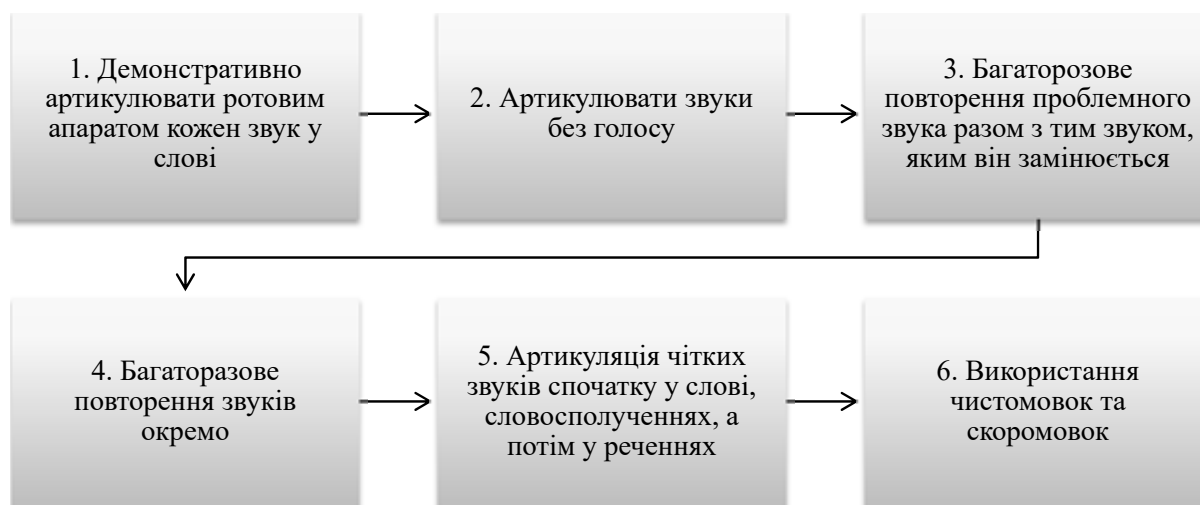 1. Демонстративно
артикулювати ротовим
апаратом кожен звук у
слові
2. Артикулювати звуки
без голосу
3. Багаторозове
повторення проблемного
звука разом з тим звуком,
яким він замінюється
4. Багаторазове
повторення звуків
окремо
5. Артикуляція чітких
звуків спочатку у слові,
словосполученнях, а
потім у реченнях
6. Використання
чистомовок та
скоромовок